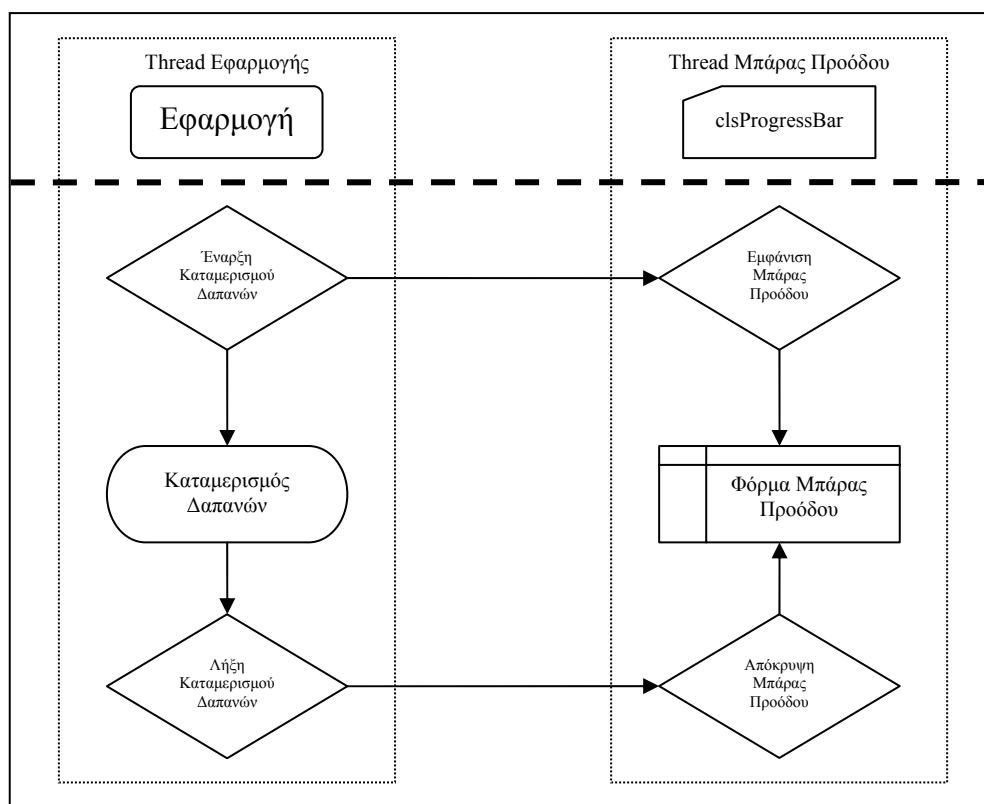 Thread Εφαρμογής
Εφαρμογή
Thread Μπάρας Προόδου
clsProgressBar
Έναρξη
Καταμερισμού
Δαπανών
Εμφάνιση
Μπάρας
Προόδου
Καταμερισμός
Δαπανών
Φόρμα Μπάρας
Προόδου
Λήξη
Καταμερισμού
Δαπανών
Απόκρυψη
Μπάρας
Προόδου